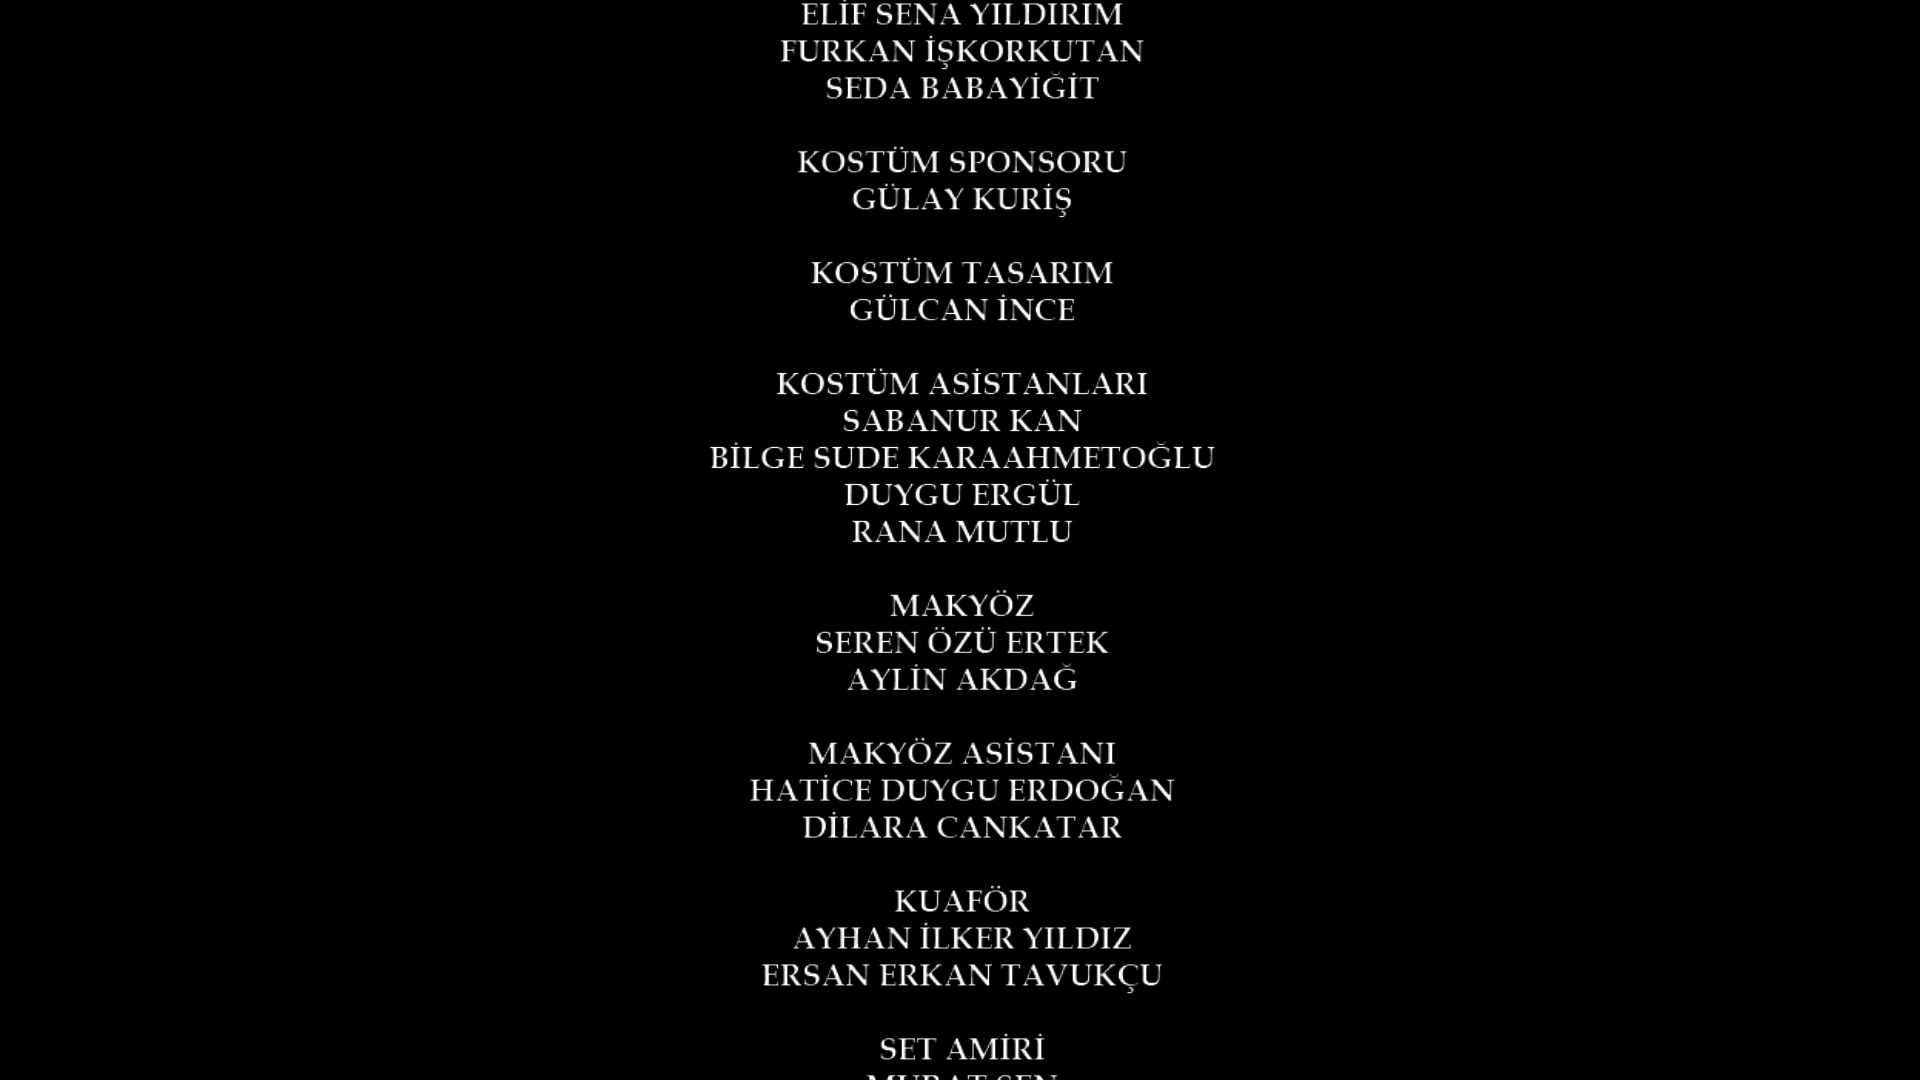 ELİF SENA YILDIRIM
FURKAN İŞKORKUTAN
SEDA BABAYİĞİT
KOSTÜM SPONSORU
GÜLAY KURİŞ
KOSTÜM TASARIM
GÜLCAN İNCE
KOSTÜM ASİSTANLARI
SABANUR KAN
BİLGE SUDE KARAAHMETOĞLU
DUYGU ERGÜL
RANA MUTLU
MAKYÖZ
SEREN ÖZÜ ERTEK
AYLİN AKDAĞ
MAKYÖZ ASİSTANI
HATİCE DUYGU ERDOĞAN
DİLARA CANKATAR
KUAFÖR
AYHAN İLKER YILDIZ
ERSAN ERKAN TAVUKÇU
SET AMİRİ